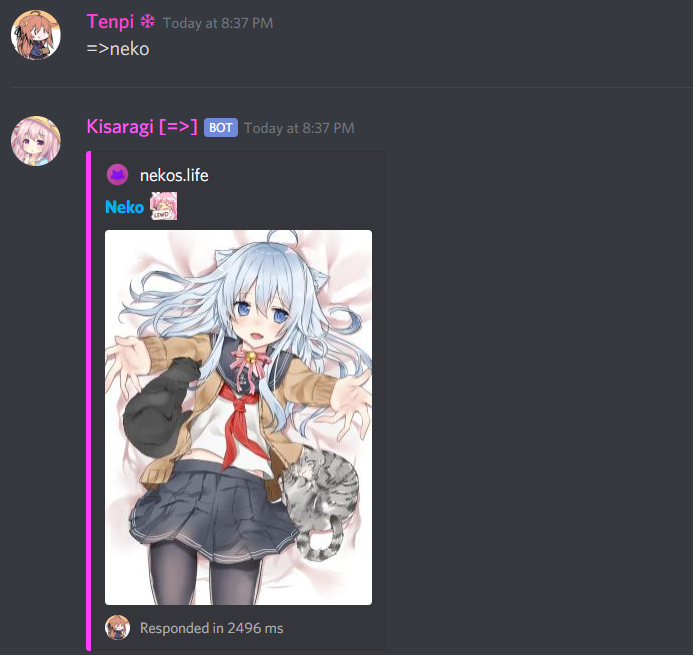 Tenpi ❄ Today at 8:37 PM
=>neko
Kisaragi [=>] BOT Today at 8:37 PM
nekos.life
Neko LEWD
Responded in 2496 ms